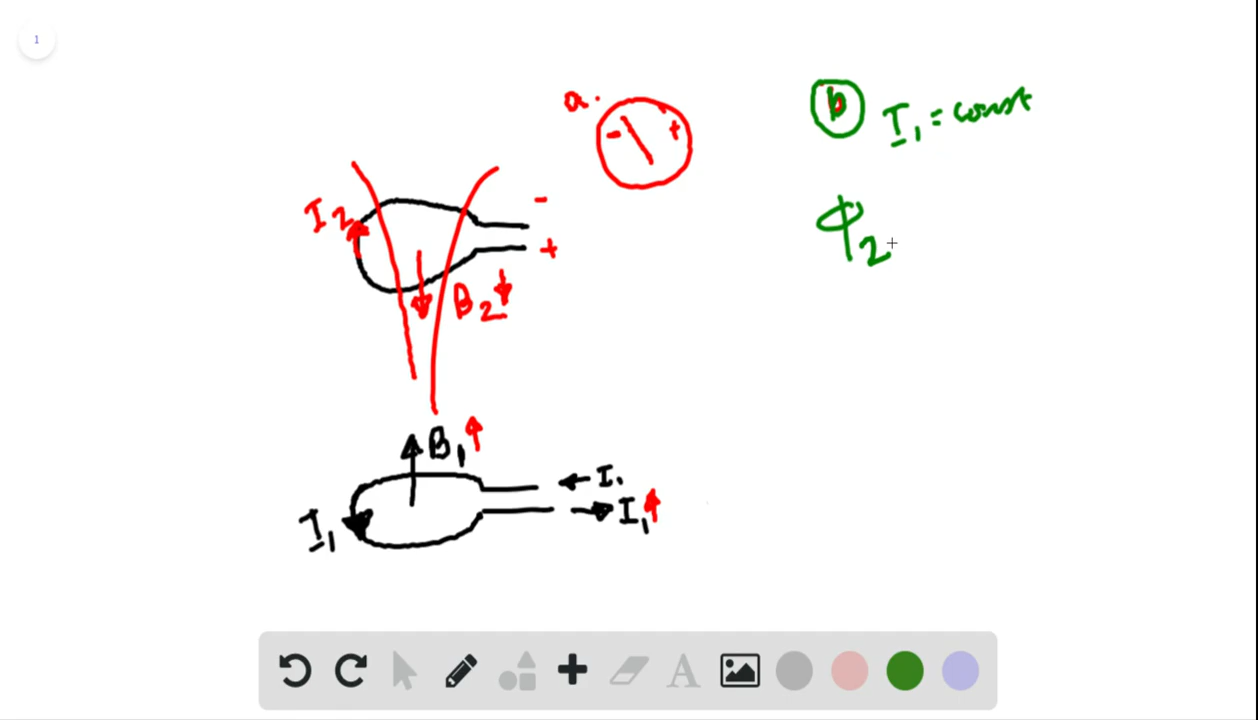 1
a.
- +
b I₁ = const
I₂
-
+
B₂
Φ₂
B₁
I₁
I₁
I₁
A